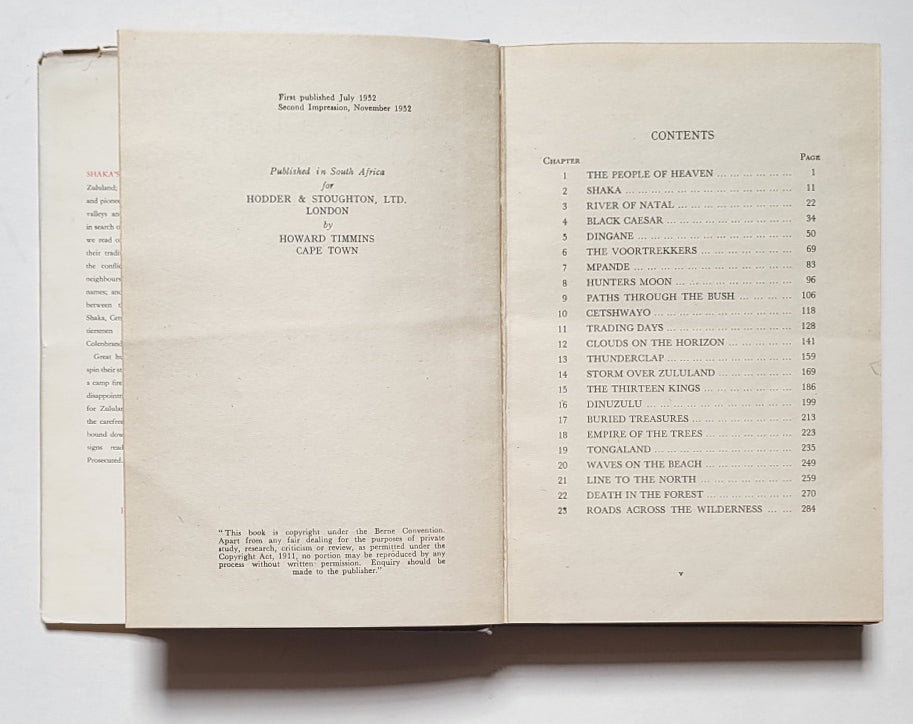 SHAKA'S
Zululand;
and pionee
valleys an
in search o
we read o
their tradi
the conflic
neighbours
names; and
between t
Shaka, Cet
tiersmen
Colenbrand
Great hu
spin their st
a camp fire
disappointm
for Zululan
the carefree
bound dow
signs read
Prosecuted.
First published July 1952
Second Impression, November 1952
Published in South Africa
for
HODDER & STOUGHTON, LTD.
LONDON
by
HOWARD TIMMINS
CAPE TOWN
"This book is copyright under the Berne Convention.
Apart from any fair dealing for the purposes of private
study, research, criticism or review, as permitted under the
Copyright Act, 1911, no portion may be reproduced by any
process without written permission. Enquiry should be
made to the publisher."
CONTENTS
CHAPTER PAGE
1 THE PEOPLE OF HEAVEN ... ... ... ... ... 1
2 SHAKA ... ... ... ... ... ... ... ... ... ... 11
3 RIVER OF NATAL ... ... ... ... ... ... ... 22
4 BLACK CAESAR ... ... ... ... ... ... ... ... 34
5 DINGANE ... ... ... ... ... ... ... ... ... ... 50
6 THE VOORTREKKERS ... ... ... ... ... ... 69
7 MPANDE ... ... ... ... ... ... ... ... ... ... 83
8 HUNTERS MOON ... ... ... ... ... ... ... 96
9 PATHS THROUGH THE BUSH ... ... ... ... 106
10 CETSHWAYO ... ... ... ... ... ... ... ... ... 118
11 TRADING DAYS ... ... ... ... ... ... ... ... 128
12 CLOUDS ON THE HORIZON ... ... ... ... 141
13 THUNDERCLAP ... ... ... ... ... ... ... ... 159
14 STORM OVER ZULULAND ... ... ... ... ... 169
15 THE THIRTEEN KINGS ... ... ... ... ... ... 186
16 DINUZULU ... ... ... ... ... ... ... ... ... 199
17 BURIED TREASURES ... ... ... ... ... ... 213
18 EMPIRE OF THE TREES ... ... ... ... ... ... 223
19 TONGALAND ... ... ... ... ... ... ... ... ... 235
20 WAVES ON THE BEACH ... ... ... ... ... ... 249
21 LINE TO THE NORTH ... ... ... ... ... ... 259
22 DEATH IN THE FOREST ... ... ... ... ... ... 270
23 ROADS ACROSS THE WILDERNESS ... ... 284
v